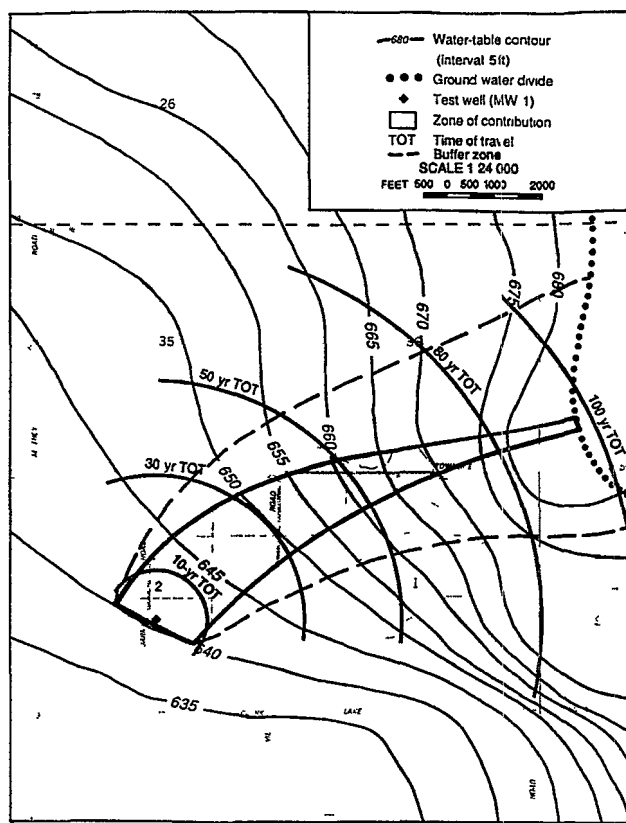 680 Water-table contour
(interval 5ft)
Ground water divide
Test well (MW 1)
Zone of contribution
TOT Time of travel
Buffer zone
SCALE 1 24 000
FEET 500 0 500 1000 2000
26
ROAD
675
680
670
665
35
80 yr TOT
50 yr TOT
100 yr TOT
660
655
30 yr TOT
650
ROAD
645
10-yr TOT
2
640
635
LAKE